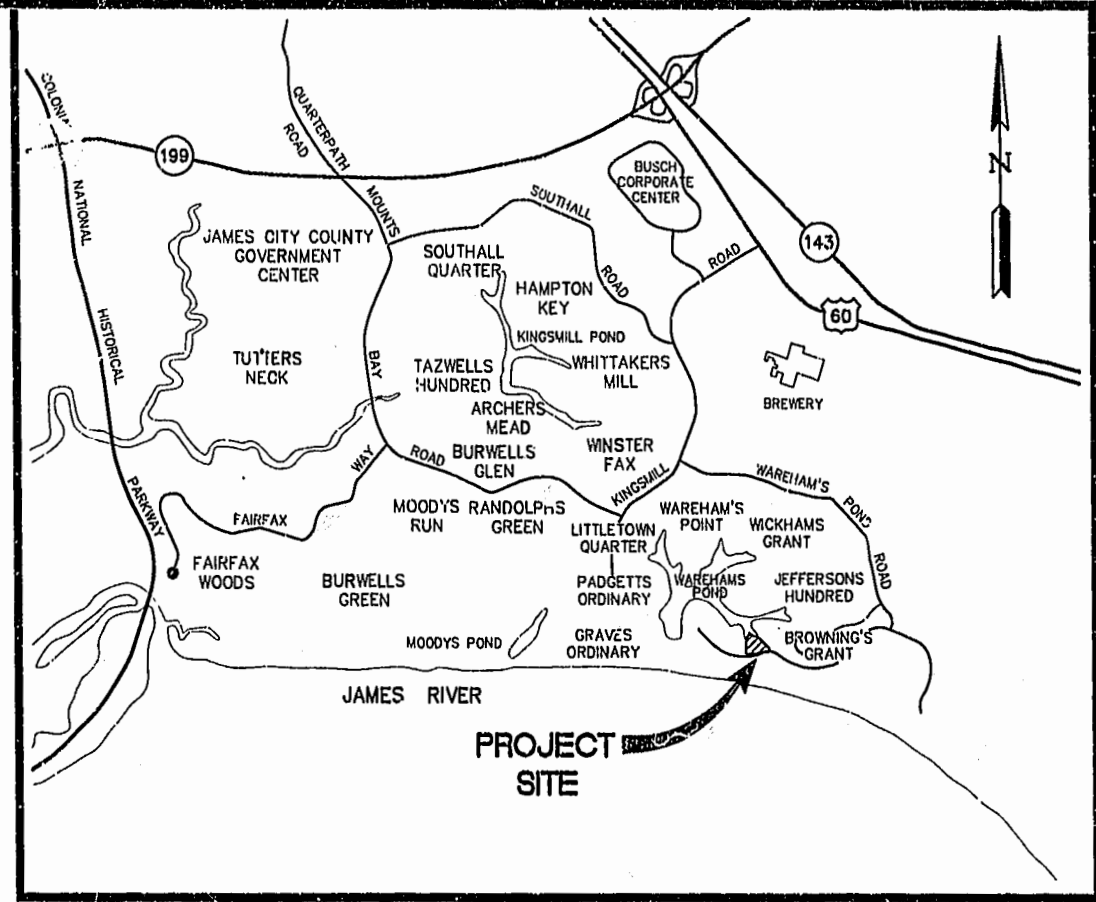 COLONIAL
NATIONAL
HISTORICAL
PARKWAY
199
QUARTERPATH
ROAD
MOUNTS
BAY
ROAD
JAMES CITY COUNTY
GOVERNMENT
CENTER
SOUTHALL
ROAD
BUSCH
CORPORATE
CENTER
ROAD
N
143
60
SOUTHALL
QUARTER
HAMPTON
KEY
KINGSMILL POND
TUTTERS
NECK
TAZWELLS
HUNDRED
WHITTAKERS
MILL
BREWERY
ARCHERS
MEAD
BURWELLS
GLEN
WINSTER
FAX
KINGSMILL
WAREHAM'S
POND
ROAD
FAIRFAX
WAY
MOODYS
RUN
RANDOLPHS
GREEN
LITTLETOWN
QUARTER
WAREHAM'S
POINT
WICKHAMS
GRANT
FAIRFAX
WOODS
BURWELLS
GREEN
PADGETTS
ORDINARY
WAREHAMS
POND
JEFFERSONS
HUNDRED
MOODYS POND
GRAVES
ORDINARY
BROWNING'S
GRANT
JAMES RIVER
PROJECT
SITE